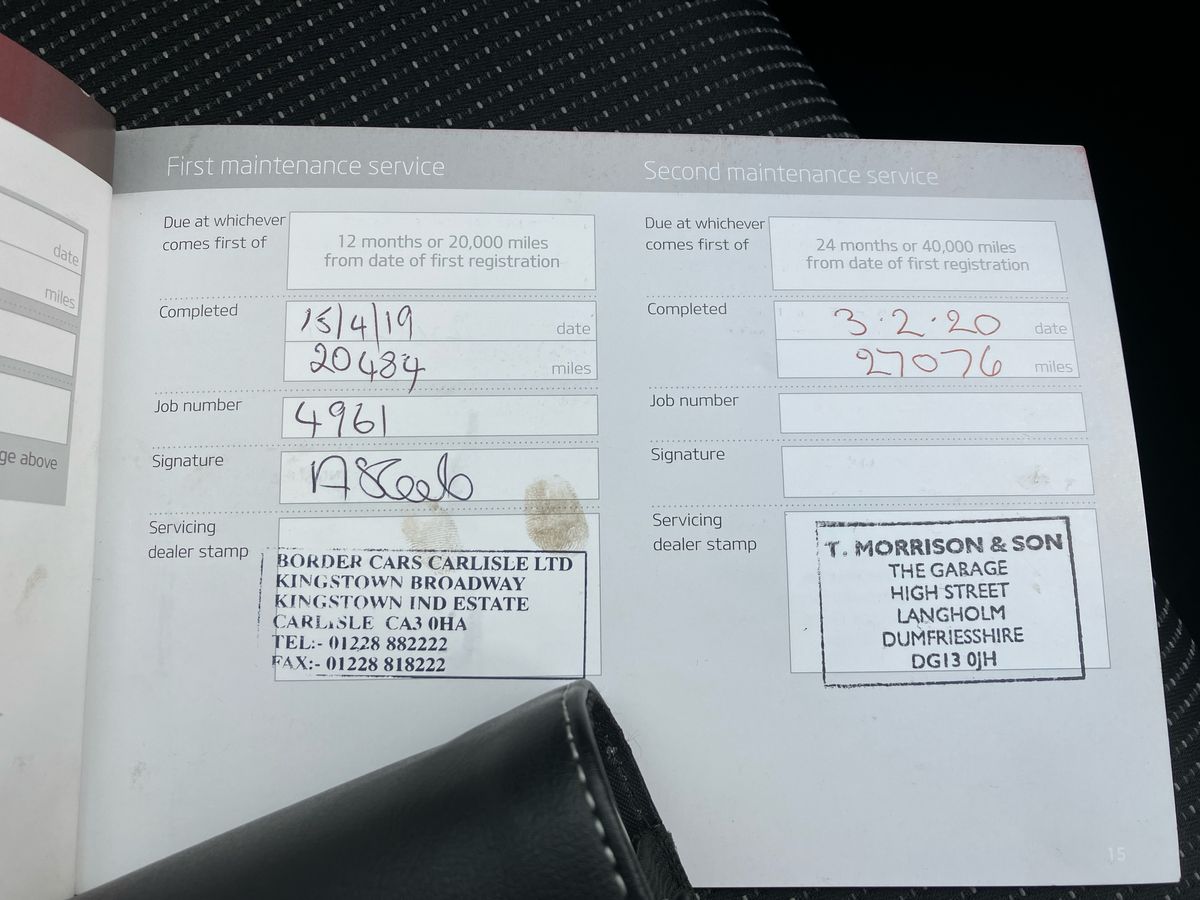 date
miles
ge above
First maintenance service
Due at whichever
comes first of
12 months or 20,000 miles
from date of first registration
Completed
15/4/19
date
20484
miles
Job number
4961
Signature
Servicing
dealer stamp
BORDER CARS CARLISLE LTD
KINGSTOWN BROADWAY
KINGSTOWN IND ESTATE
CARLISLE CA3 0HA
TEL:- 01228 882222
FAX:- 01228 818222
Second maintenance service
Due at whichever
comes first of
24 months or 40,000 miles
from date of first registration
Completed
3.2.20
date
27076
miles
Job number
Signature
Servicing
dealer stamp
T. MORRISON & SON
THE GARAGE
HIGH STREET
LANGHOLM
DUMFRIESSHIRE
DG13 0JH
15